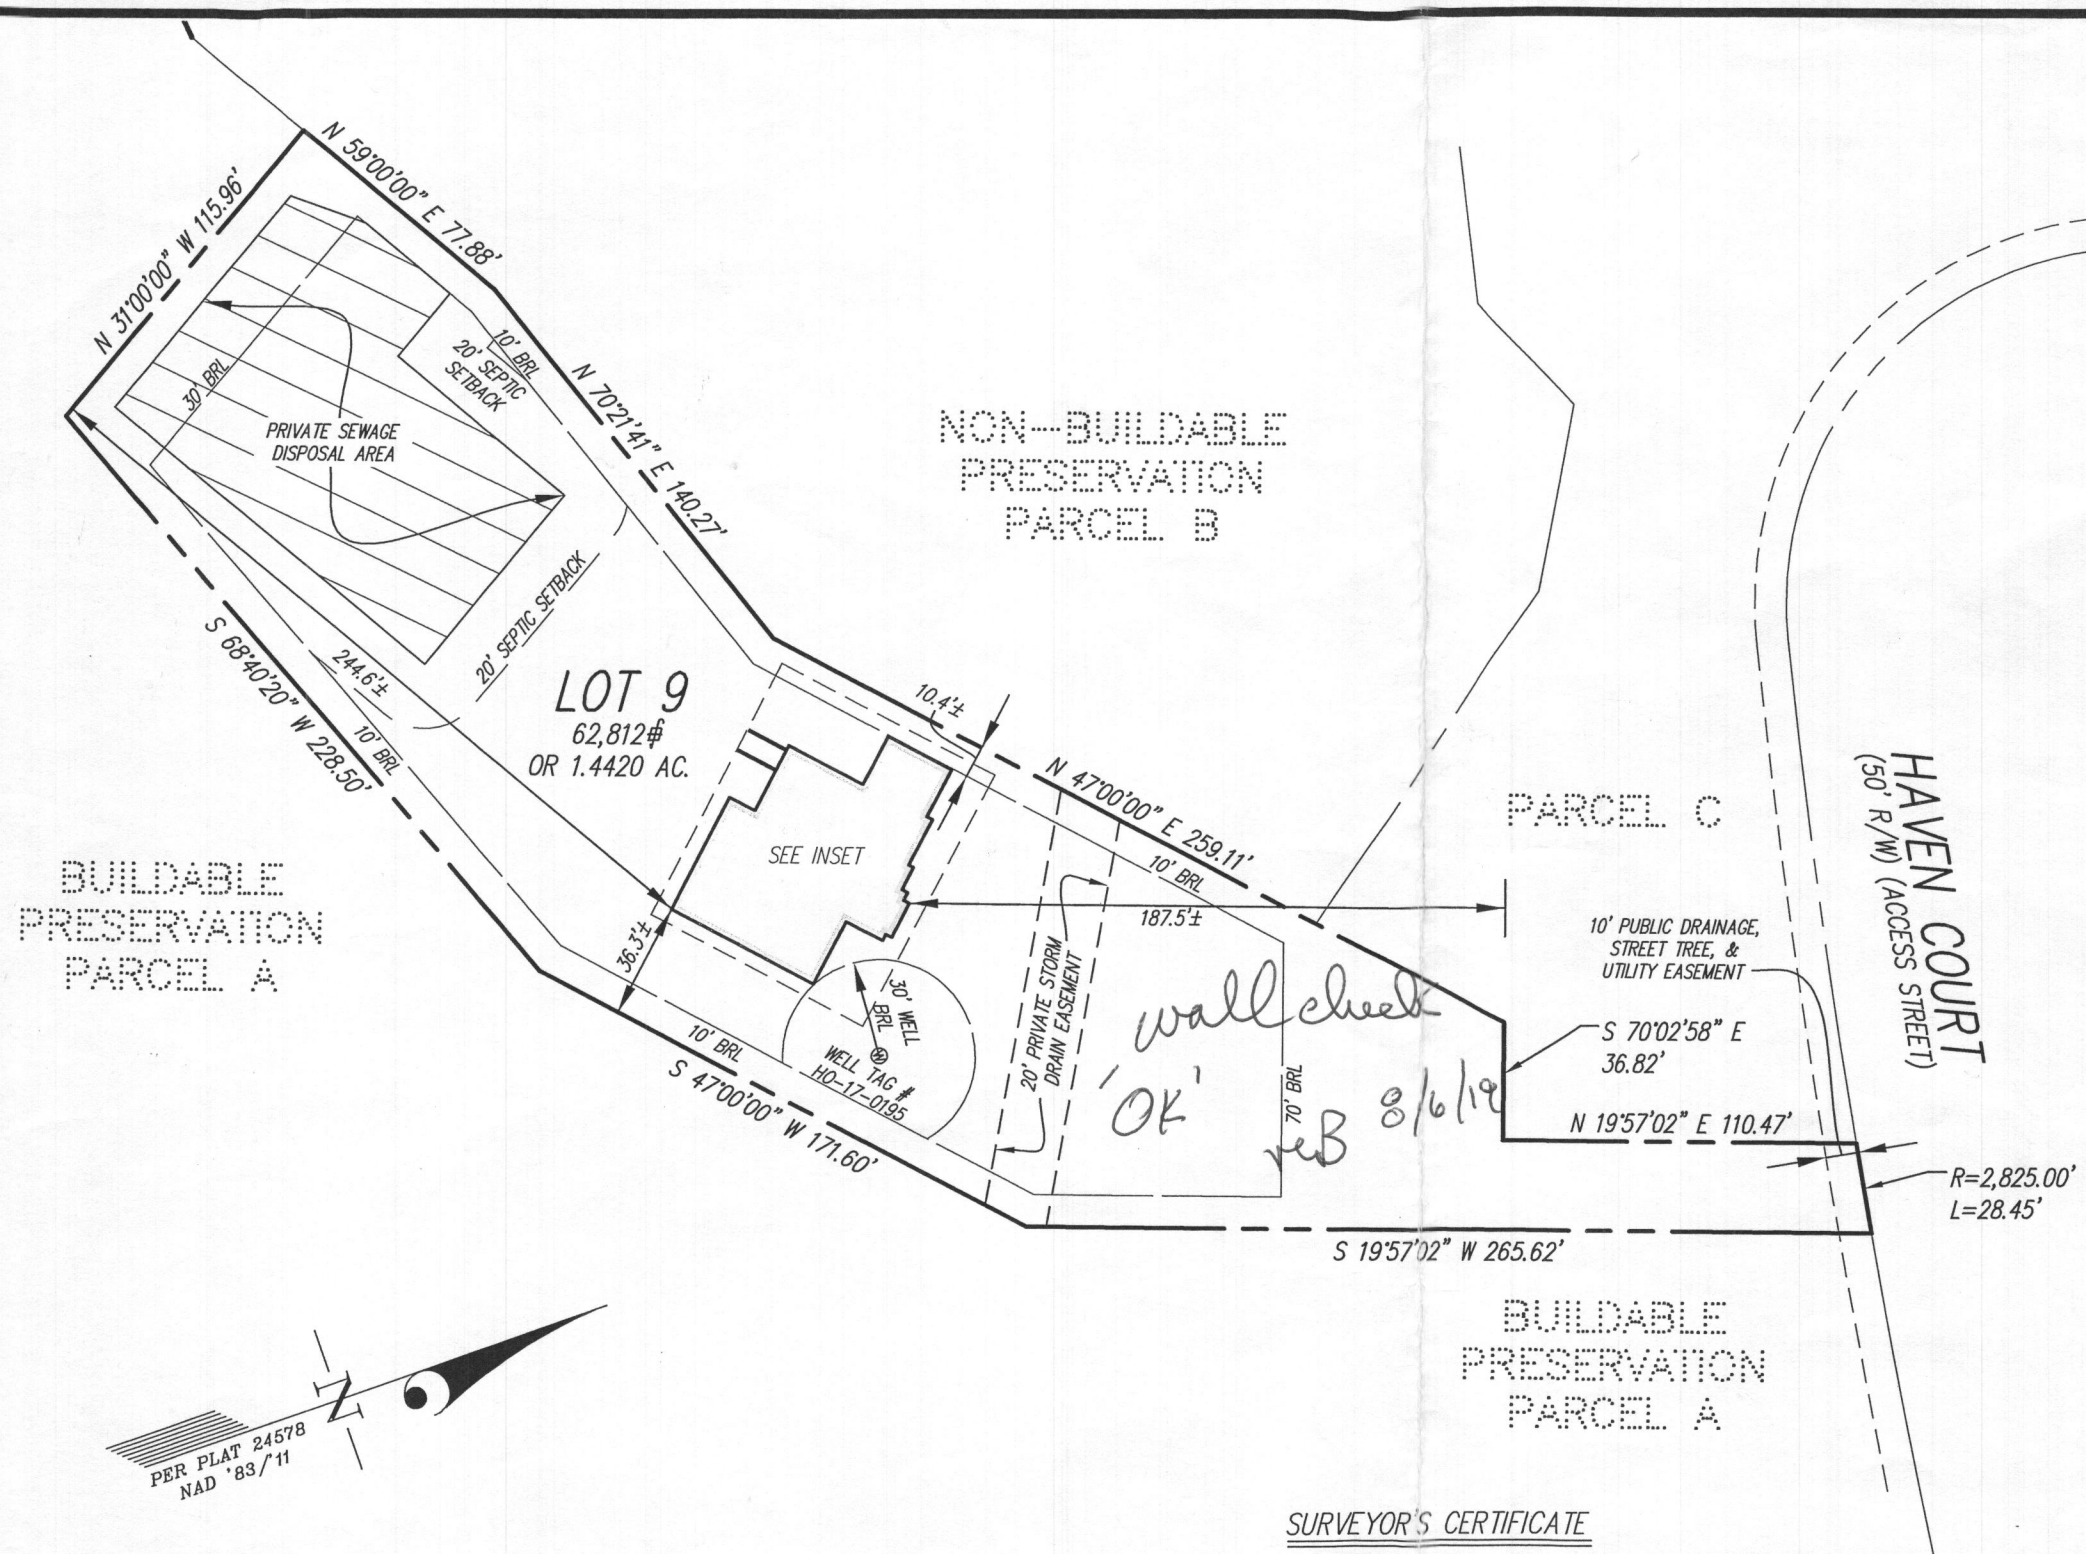 N 59°00'00" E 77.88'
N 31°00'00" W 115.96'
30' BRL
PRIVATE SEWAGE
DISPOSAL AREA
10' BRL
20' SEPTIC
SETBACK
N 70°21'41" E 140.27'
NON-BUILDABLE
PRESERVATION
PARCEL B
20' SEPTIC SETBACK
S 68°40'20" W 228.50'
244.6'±
10' BRL
LOT 9
62,812
OR 1.4420 AC.
10.4'±
N 47°00'00" E 259.11'
10' BRL
SEE INSET
187.5'±
36.3'±
BUILDABLE
PRESERVATION
PARCEL A
PARCEL C
HAVEN COURT
(50' R/W) (ACCESS STREET)
10' PUBLIC DRAINAGE,
STREET TREE, &
UTILITY EASEMENT
30' WELL
BRL
W
WELL TAG #
HO-17-0195
20' PRIVATE STORM
DRAIN EASEMENT
wall check
'OK'
8/6/19
70' BRL
10' BRL
S 47°00'00" W 171.60'
S 70°02'58" E
36.82'
N 19°57'02" E 110.47'
R=2,825.00'
L=28.45'
S 19°57'02" W 265.62'
BUILDABLE
PRESERVATION
PARCEL A
N
PER PLAT 24578
NAD '83/'11
SURVEYOR'S CERTIFICATE